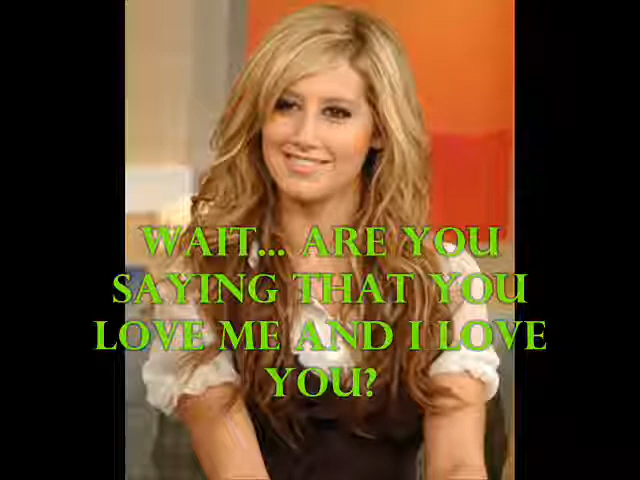 WAIT... ARE YOU
SAYING THAT YOU
LOVE ME AND I LOVE
YOU?